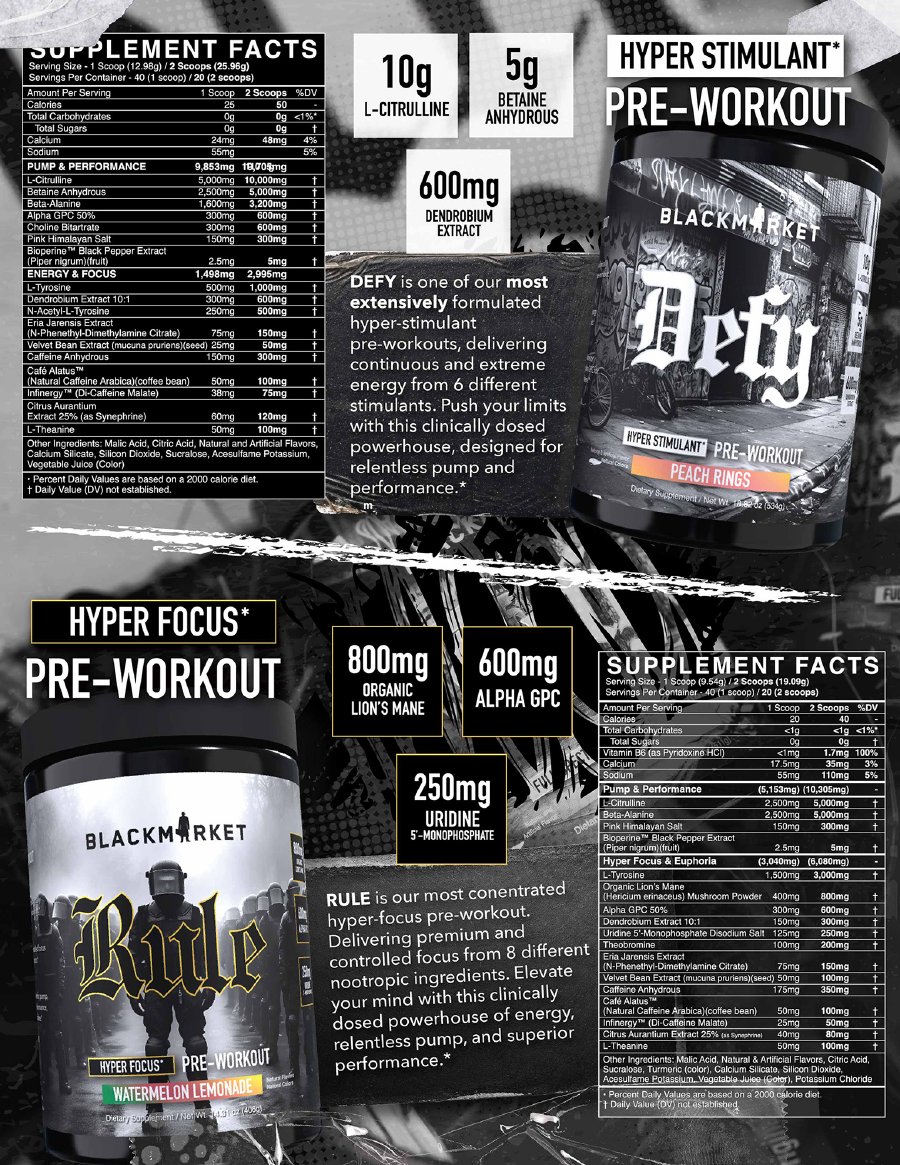 SUPPLEMENT FACTS
Serving Size - 1 Scoop (12.98g) / 2 Scoops (25.96g)
Servings Per Container - 40 (1 scoop) / 20 (2 scoops)
Amount Per Serving 1 Scoop 2 Scoops %DV
Calories 25 50 -
Total Carbohydrates 0g 0g <1%*
Total Sugars 0g 0g †
Calcium 24mg 48mg 4%
Sodium 55mg 5%
PUMP & PERFORMANCE 9,853mg
L-Citrulline 5,000mg 10,000mg †
Betaine Anhydrous 2,500mg 5,000mg †
Beta-Alanine 1,600mg 3,200mg †
Alpha GPC 50% 300mg 600mg †
Choline Bitartrate 300mg 600mg †
Pink Himalayan Salt 150mg 300mg †
Bioperine™ Black Pepper Extract
(Piper nigrum)(fruit) 2.5mg 5mg †
ENERGY & FOCUS 1,498mg 2,995mg
L-Tyrosine 500mg 1,000mg †
Dendrobium Extract 10:1 300mg 600mg †
N-Acetyl-L-Tyrosine 250mg 500mg †
Eria Jarensis Extract
(N-Phenethyl-Dimethylamine Citrate) 75mg 150mg †
Velvet Bean Extract (mucuna pruriens)(seed) 25mg 50mg †
Caffeine Anhydrous 150mg 300mg †
Café Alatus™
(Natural Caffeine Arabica)(coffee bean) 50mg 100mg †
Infinergy™ (Di-Caffeine Malate) 38mg 75mg †
Citrus Aurantium
Extract 25% (as Synephrine) 60mg 120mg †
L-Theanine 50mg 100mg †
Other Ingredients: Malic Acid, Citric Acid, Natural and Artificial Flavors,
Calcium Silicate, Silicon Dioxide, Sucralose, Acesulfame Potassium,
Vegetable Juice (Color)
* Percent Daily Values are based on a 2000 calorie diet.
† Daily Value (DV) not established.
10g
L-CITRULLINE
5g
BETAINE
ANHYDROUS
600mg
DENDROBIUM
EXTRACT
DEFY is one of our most
extensively formulated
hyper-stimulant
pre-workouts, delivering
continuous and extreme
energy from 6 different
stimulants. Push your limits
with this clinically dosed
powerhouse, designed for
relentless pump and
performance.*
m
HYPER STIMULANT*
PRE-WORKOUT
BLACKMARKET
Defy
HYPER STIMULANT* PRE-WORKOUT
PEACH RINGS
Dietary Supplement / Net Wt. 18.82 oz (534g)
HYPER FOCUS*
PRE-WORKOUT
BLACKMARKET
Rule
HYPER FOCUS* PRE-WORKOUT
WATERMELON LEMONADE
Natural Flavors
Natural Colors
Dietary Supplement / Net Wt.
800mg
ORGANIC
LION'S MANE
600mg
ALPHA GPC
250mg
URIDINE
5'-MONOPHOSPHATE
RULE is our most conentrated
hyper-focus pre-workout.
Delivering premium and
controlled focus from 8 different
nootropic ingredients. Elevate
your mind with this clinically
dosed powerhouse of energy,
relentless pump, and superior
performance.*
SUPPLEMENT FACTS
Serving Size - 1 Scoop (9.54g) / 2 Scoops (19.09g)
Servings Per Container - 40 (1 scoop) / 20 (2 scoops)
Amount Per Serving 1 Scoop 2 Scoops %DV
Calories 20 40 -
Total Carbohydrates <1g <1g <1%*
Total Sugars 0g 0g †
Vitamin B6 (as Pyridoxine HCl) <1mg 1.7mg 100%
Calcium 17.5mg 35mg 3%
Sodium 55mg 110mg 5%
Pump & Performance (5,153mg) (10,305mg) -
L-Citrulline 2,500mg 5,000mg †
Beta-Alanine 2,500mg 5,000mg †
Pink Himalayan Salt 150mg 300mg †
Bioperine™ Black Pepper Extract
(Piper nigrum)(fruit) 2.5mg 5mg †
Hyper Focus & Euphoria (3,040mg) (6,080mg) -
L-Tyrosine 1,500mg 3,000mg †
Organic Lion's Mane
(Hericium erinaceus) Mushroom Powder 400mg 800mg †
Alpha GPC 50% 300mg 600mg †
Dendrobium Extract 10:1 150mg 300mg †
Uridine 5'-Monophosphate Disodium Salt 125mg 250mg †
Theobromine 100mg 200mg †
Eria Jarensis Extract
(N-Phenethyl-Dimethylamine Citrate) 75mg 150mg †
Velvet Bean Extract (mucuna pruriens)(seed) 50mg 100mg †
Caffeine Anhydrous 175mg 350mg †
Café Alatus™
(Natural Caffeine Arabica)(coffee bean) 50mg 100mg †
Infinergy™ (Di-Caffeine Malate) 25mg 50mg †
Citrus Aurantium Extract 25% (as Synephrine) 40mg 80mg †
L-Theanine 50mg 100mg †
Other Ingredients: Malic Acid, Natural & Artificial Flavors, Citric Acid,
Sucralose, Turmeric (color), Calcium Silicate, Silicon Dioxide,
Acesulfame Potassium, Vegetable Juice (Color), Potassium Chloride
* Percent Daily Values are based on a 2000 calorie diet.
† Daily Value (DV) not established.